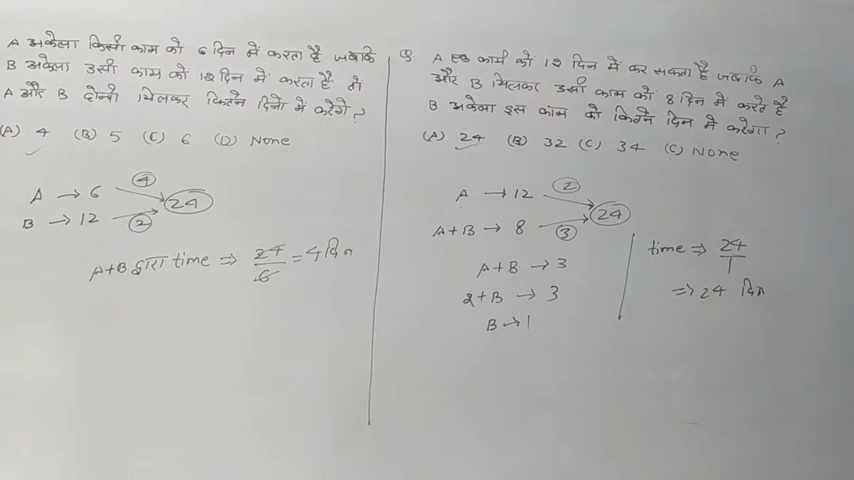 A अकेला किसी काम को 6 दिन में करता है जबकि
B अकेला उसी काम को 12 दिन में करता है तो
A और B दोनो मिलकर कितने दिनो में करेगे?
(A) 4 (B) 5 (C) 6 (D) None
A → 6 ④ 24
B → 12 ②
A+B द्वारा time ⇒ 24/6 = 4 दिन
Q. A एक कार्य को 12 दिन में कर सकता है जबकि A
और B मिलकर उसी काम को 8 दिन में करते है
B अकेला इस काम को कितने दिन में करेगा?
(A) 24 (B) 32 (C) 34 (C) None
A → 12 ② 24
A+B → 8 ③
A+B → 3
2+B → 3
B → 1
time ⇒ 24/1
⇒ 24 दिन